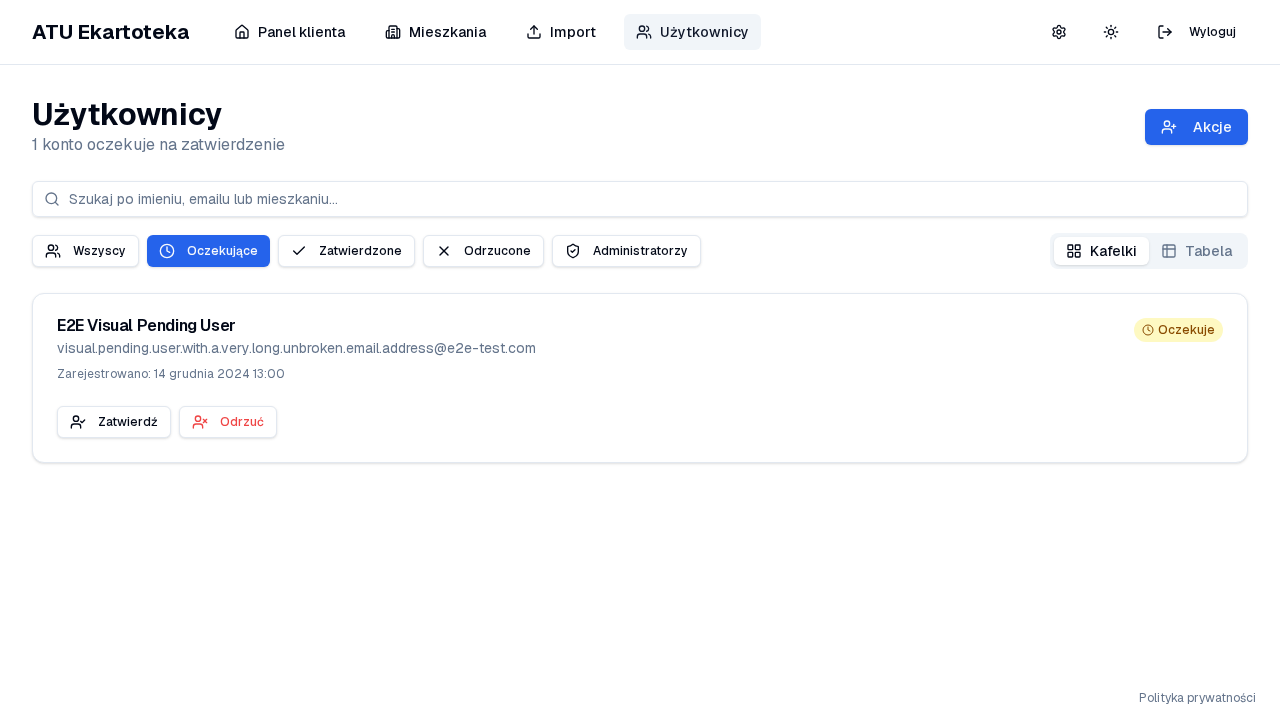 ATU Ekartoteka Panel klienta Mieszkania Import Użytkownicy Wyloguj
Użytkownicy
1 konto oczekuje na zatwierdzenie
Akcje
Szukaj po imieniu, emailu lub mieszkaniu...
Wszyscy Oczekujące Zatwierdzone Odrzucone Administratorzy Kafelki Tabela
E2E Visual Pending User
Oczekuje
visual.pending.user.with.a.very.long.unbroken.email.address@e2e-test.com
Zarejestrowano: 14 grudnia 2024 13:00
Zatwierdź Odrzuć
Polityka prywatności